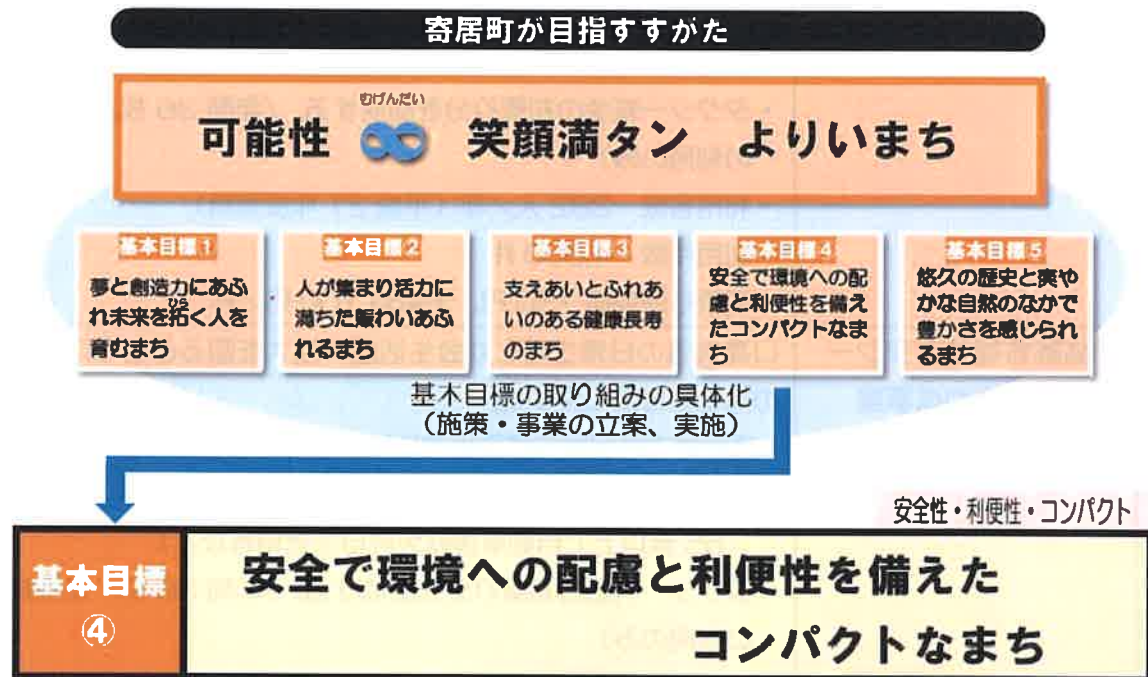 寄居町が目指すすがた
むげんだい
可能性 ∞ 笑顔満タン よりいまち
基本目標1
夢と創造力にあふ
れ未来を拓く人を
ひら
育むまち
基本目標2
人が集まり活力に
満ちた賑わいあふ
れるまち
基本目標3
支えあいとふれあ
いのある健康長寿
のまち
基本目標4
安全で環境への配
慮と利便性を備え
たコンパクトなま
ち
基本目標5
悠久の歴史と爽や
かな自然のなかで
豊かさを感じられ
るまち
基本目標の取り組みの具体化
（施策・事業の立案、実施）
安全性・利便性・コンパクト
基本目標
④
安全で環境への配慮と利便性を備えた
コンパクトなまち